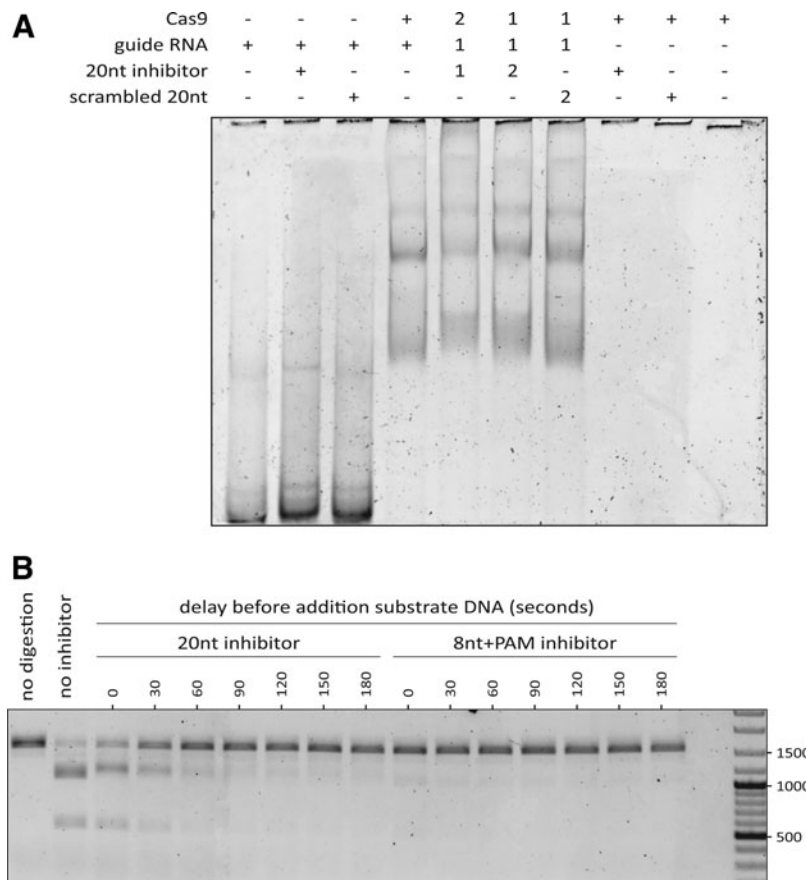 A
Cas9 - - - + 2 1 1 + + +
guide RNA + + + + 1 1 1 - - -
20nt inhibitor - + - - 1 2 - + - -
scrambled 20nt - - + - - - 2 - + -
B
no digestion
no inhibitor
delay before addition substrate DNA (seconds)
20nt inhibitor 8nt+PAM inhibitor
0 30 60 90 120 150 180 0 30 60 90 120 150 180
1500
1000
500